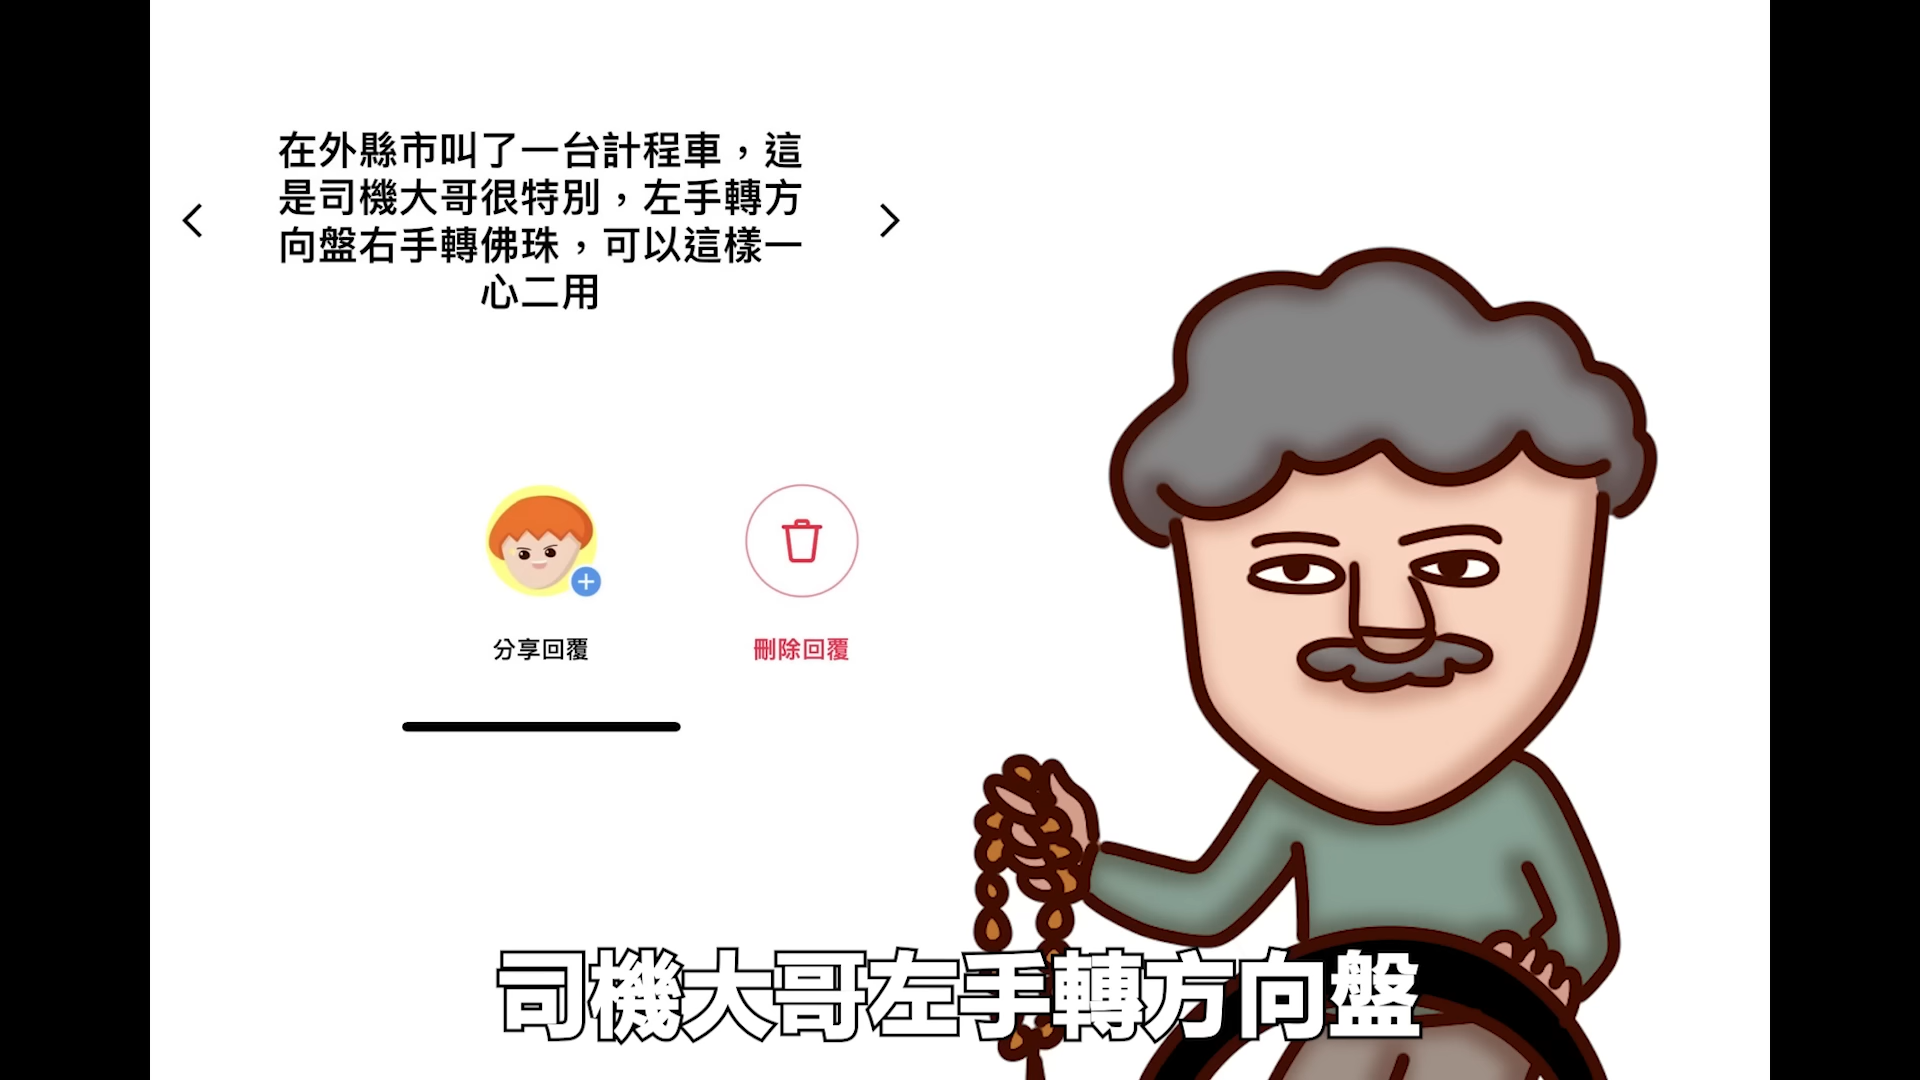 在外縣市叫了一台計程車，這
是司機大哥很特別，左手轉方
向盤右手轉佛珠，可以這樣一
心二用
分享回覆
刪除回覆
司機大哥左手轉方向盤